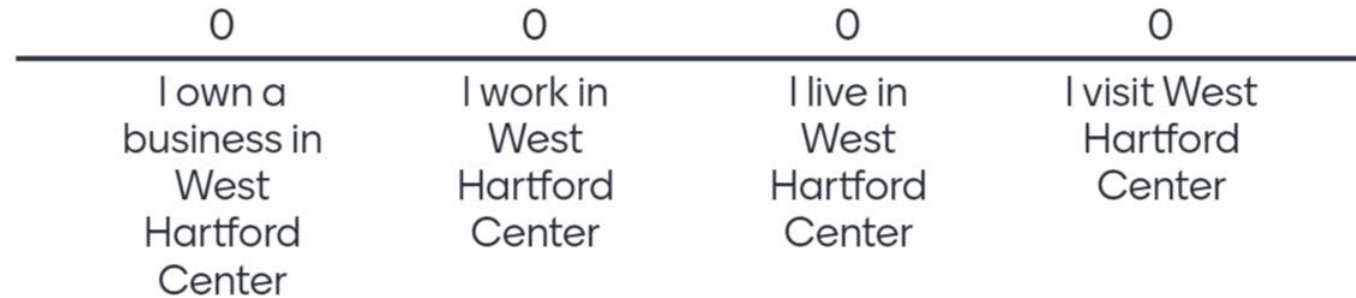 0
0
0
0
I own a
business in
West
Hartford
Center
I work in
West
Hartford
Center
I live in
West
Hartford
Center
I visit West
Hartford
Center